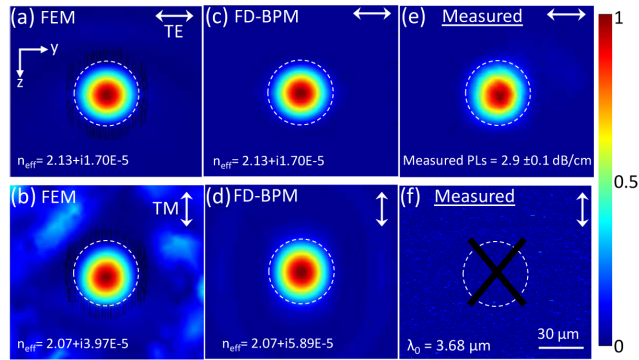 (a) FEM
TE
y
z
n_eff= 2.13+i1.70E-5
(c) FD-BPM
n_eff= 2.13+i1.70E-5
(e) Measured
Measured PLs = 2.9 ±0.1 dB/cm
1
0.5
0
(b) FEM
TM
n_eff= 2.07+i3.97E-5
(d) FD-BPM
n_eff= 2.07+i5.89E-5
(f) Measured
λ₀ = 3.68 μm
30 μm